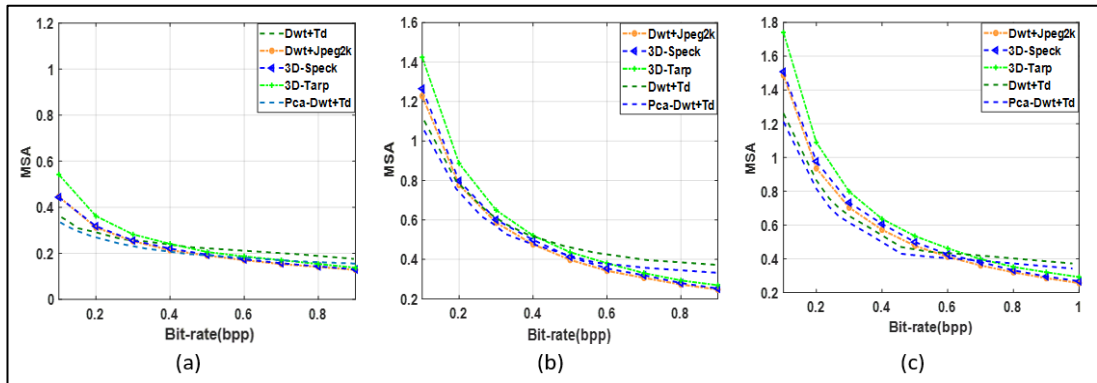 1.2
1
0.8
0.6
0.4
0.2
0
MSA
0.2
0.4
0.6
0.8
Bit-rate(bpp)
Dwt+Td
Dwt+Jpeg2k
3D-Speck
3D-Tarp
Pca-Dwt+Td
(a)
1.6
1.4
1.2
1
0.8
0.6
0.4
0.2
MSA
0.2
0.4
0.6
0.8
Bit-rate(bpp)
Dwt+Jpeg2k
3D-Speck
3D-Tarp
Dwt+Td
Pca-Dwt+Td
(b)
1.8
1.6
1.4
1.2
1
0.8
0.6
0.4
0.2
MSA
0.2
0.4
0.6
0.8
1
Bit-rate(bpp)
Dwt+Jpeg2k
3D-Speck
3D-Tarp
Dwt+Td
Pca-Dwt+Td
(c)